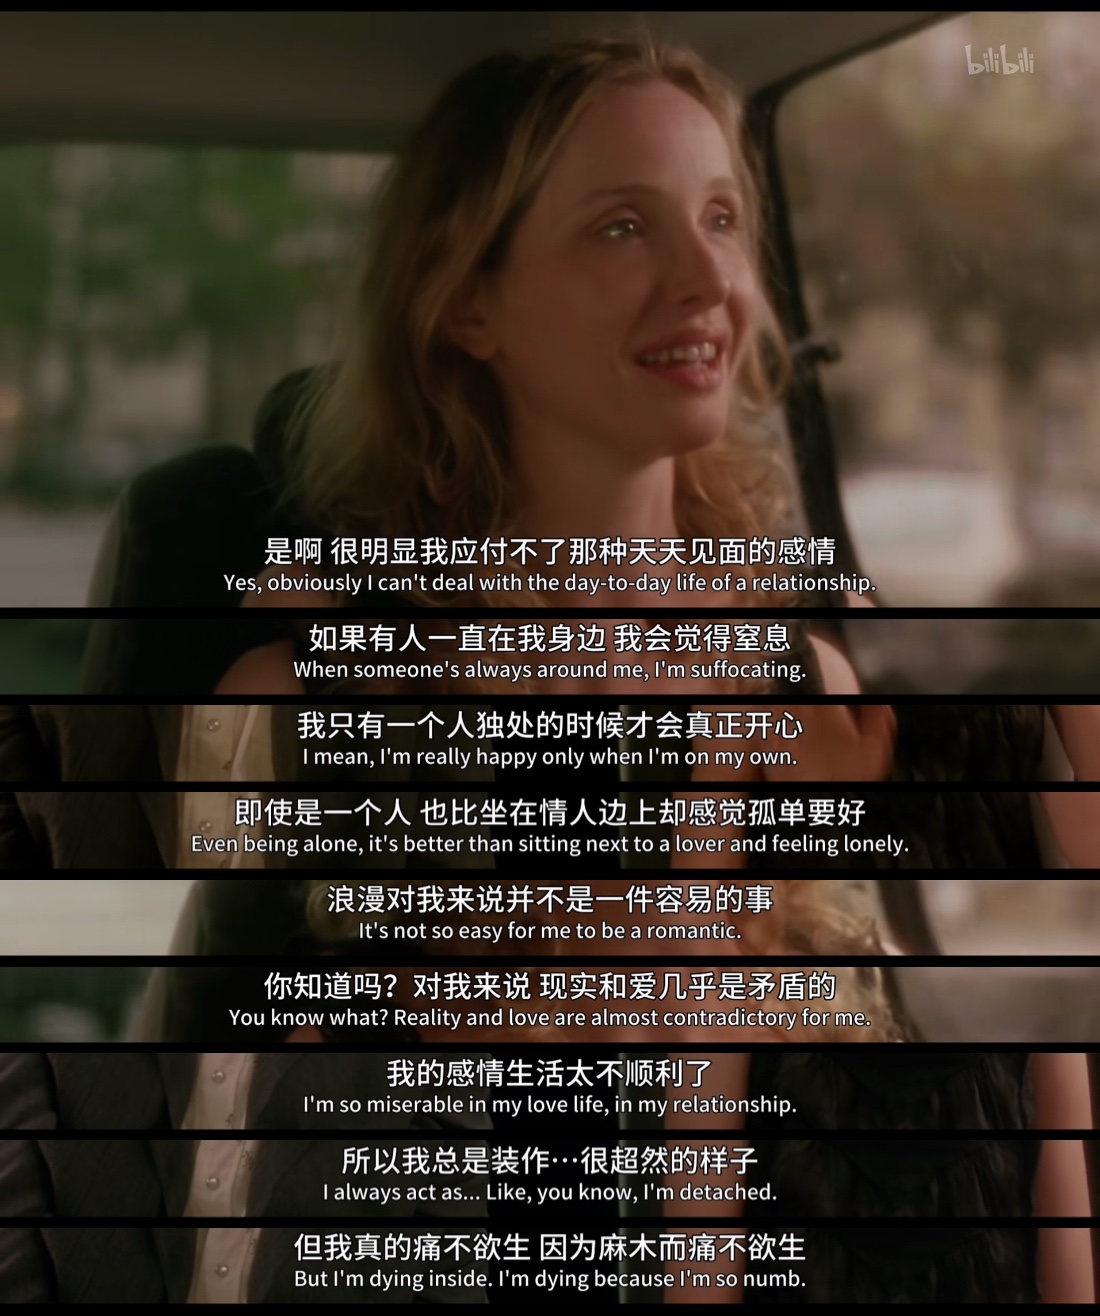 bilibili
是啊 很明显我应付不了那种天天见面的感情
Yes, obviously I can't deal with the day-to-day life of a relationship.
如果有人一直在我身边 我会觉得窒息
When someone's always around me, I'm suffocating.
我只有一个人独处的时候才会真正开心
I mean, I'm really happy only when I'm on my own.
即使是一个人 也比坐在情人边上却感觉孤单要好
Even being alone, it's better than sitting next to a lover and feeling lonely.
浪漫对我来说并不是一件容易的事
It's not so easy for me to be a romantic.
你知道吗？对我来说 现实和爱几乎是矛盾的
You know what? Reality and love are almost contradictory for me.
我的感情生活太不顺利了
I'm so miserable in my love life, in my relationship.
所以我总是装作…很超然的样子
I always act as... Like, you know, I'm detached.
但我真的痛不欲生 因为麻木而痛不欲生
But I'm dying inside. I'm dying because I'm so numb.